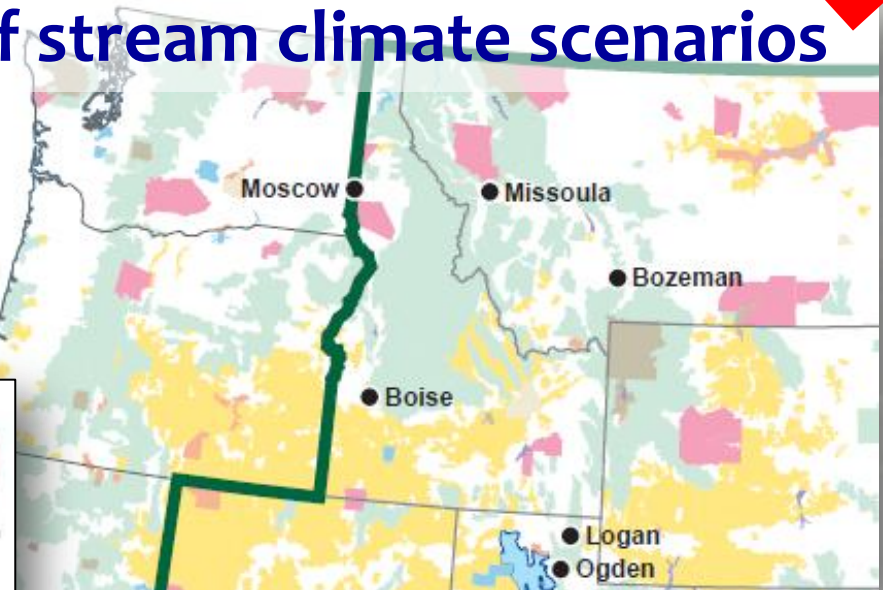 f stream climate scenarios
Moscow
Missoula
Bozeman
Boise
Logan
Ogden